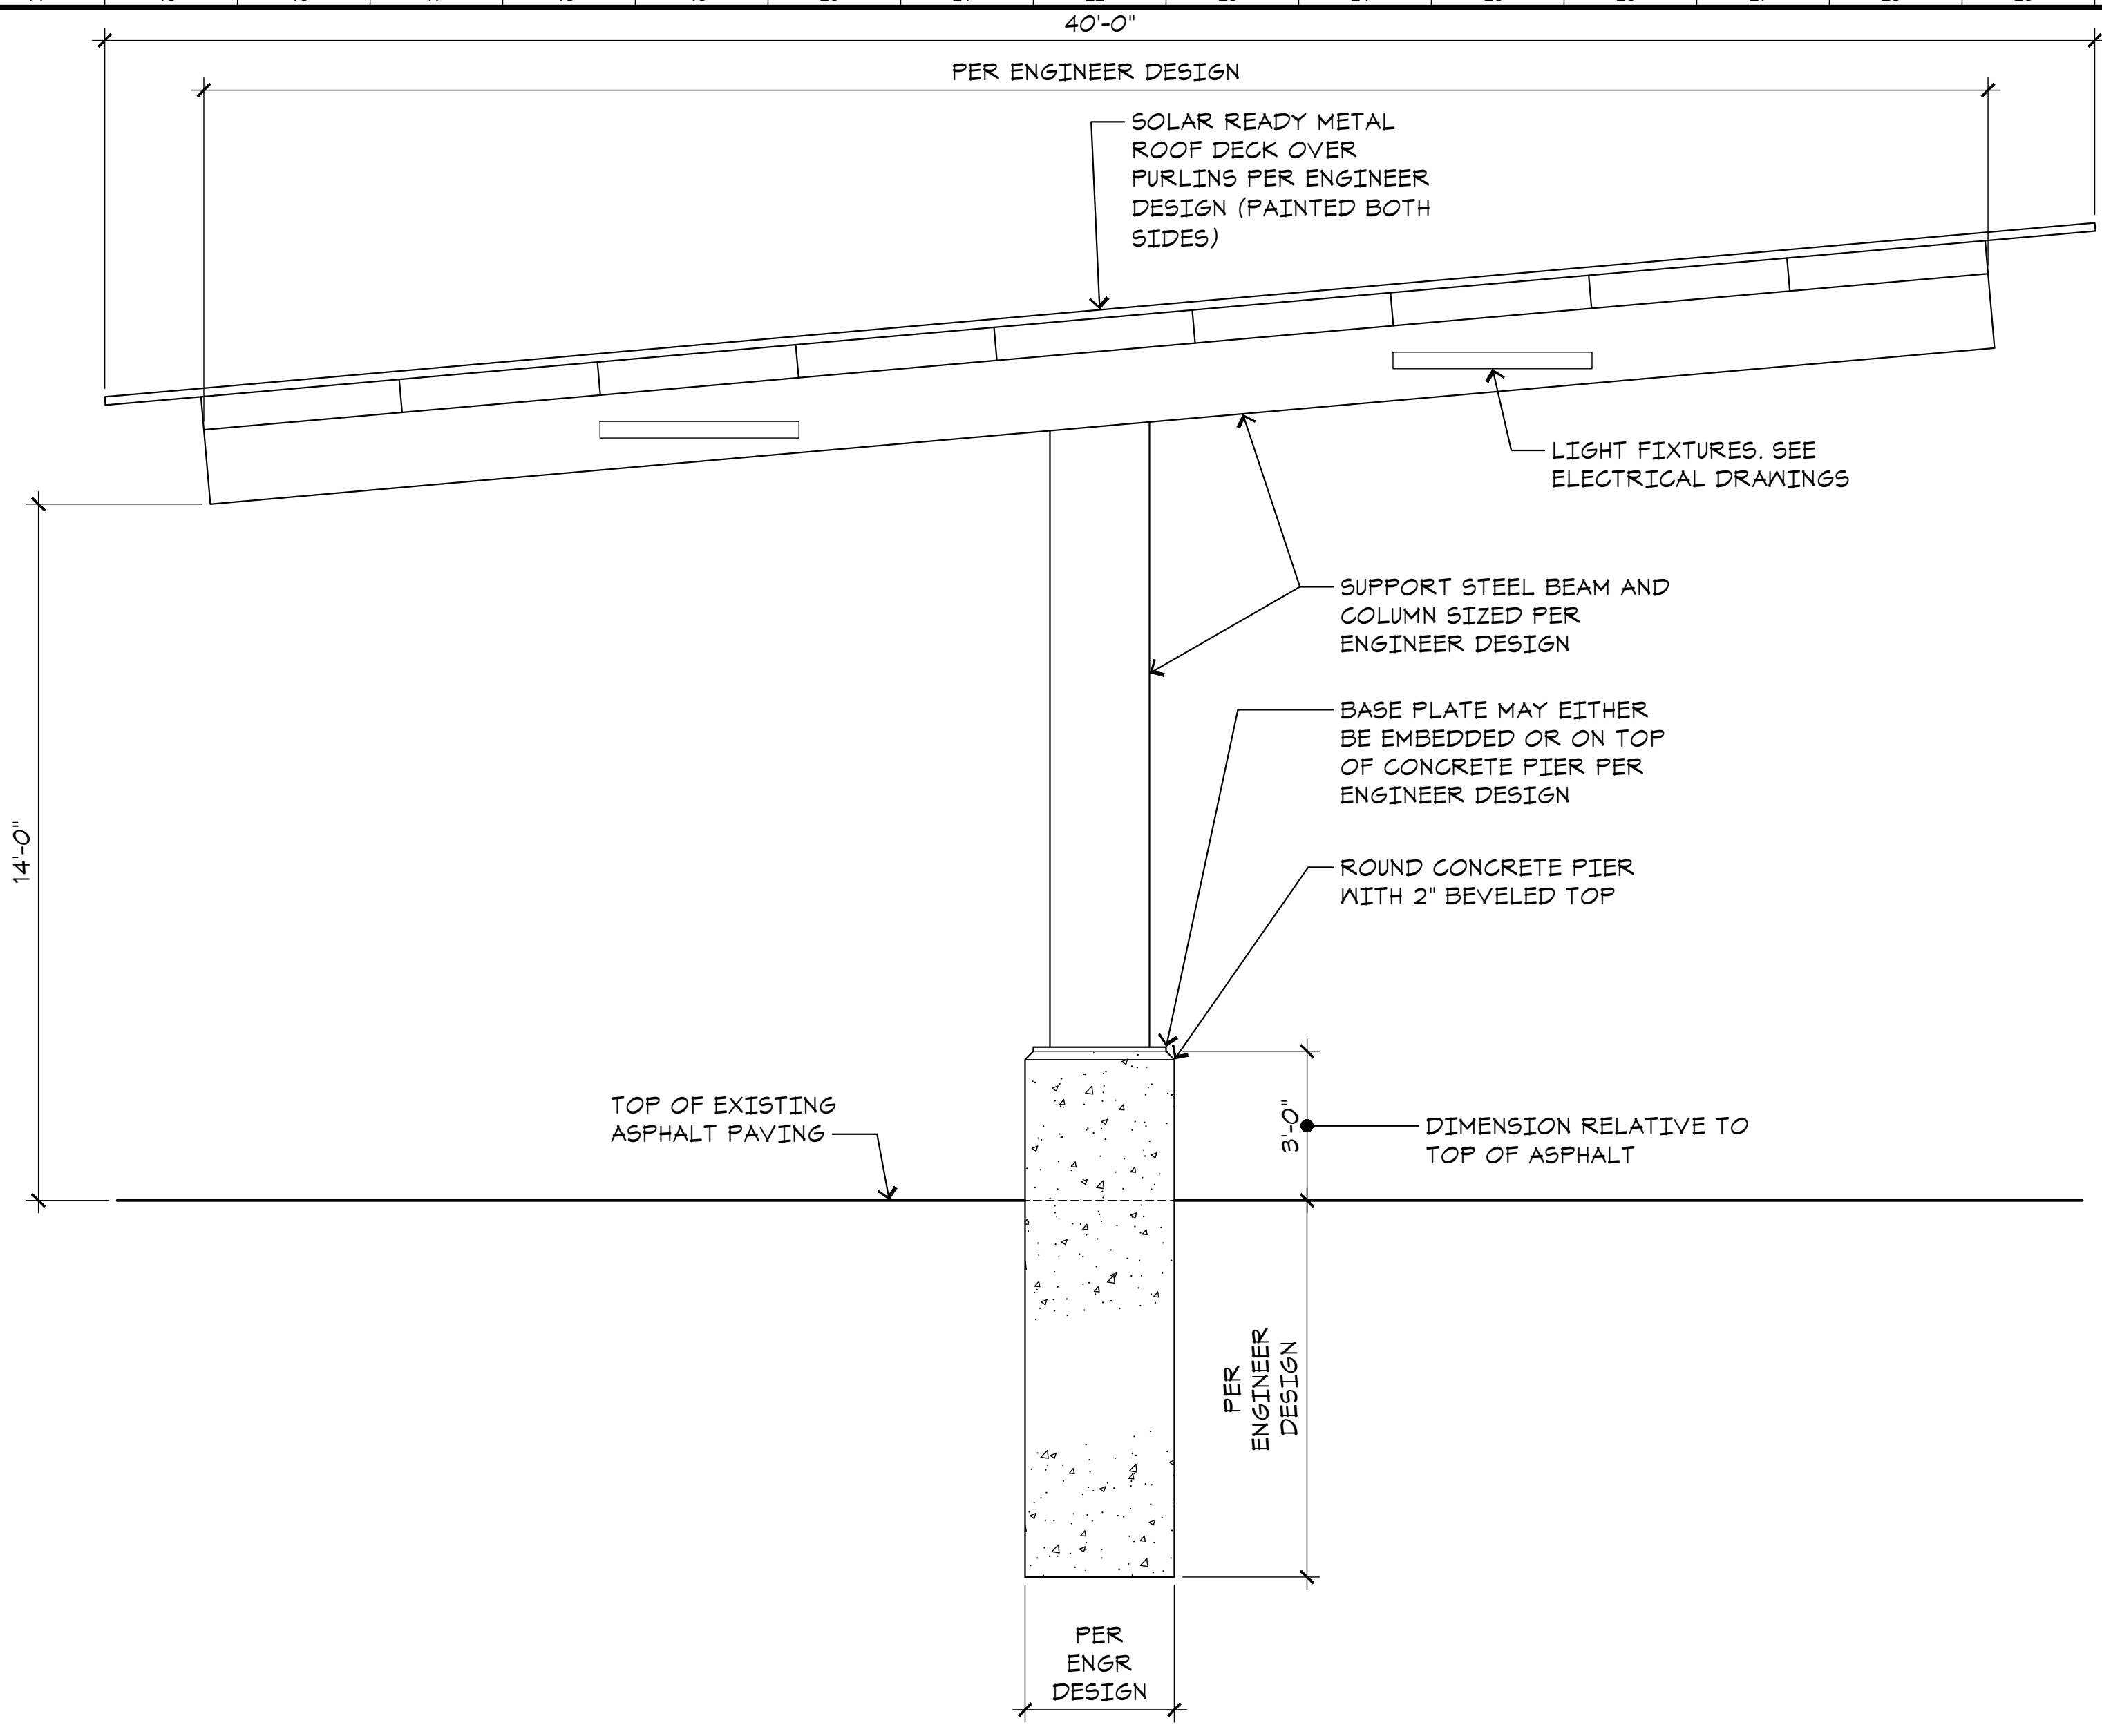 40'-0"
PER ENGINEER DESIGN
SOLAR READY METAL
ROOF DECK OVER
PURLINS PER ENGINEER
DESIGN (PAINTED BOTH
SIDES)
LIGHT FIXTURES. SEE
ELECTRICAL DRAWINGS
SUPPORT STEEL BEAM AND
COLUMN SIZED PER
ENGINEER DESIGN
BASE PLATE MAY EITHER
BE EMBEDDED OR ON TOP
OF CONCRETE PIER PER
ENGINEER DESIGN
14'-0"
ROUND CONCRETE PIER
WITH 2" BEVELED TOP
TOP OF EXISTING
ASPHALT PAVING
3'-0"
DIMENSION RELATIVE TO
TOP OF ASPHALT
PER
ENGINEER
DESIGN
PER
ENGR
DESIGN